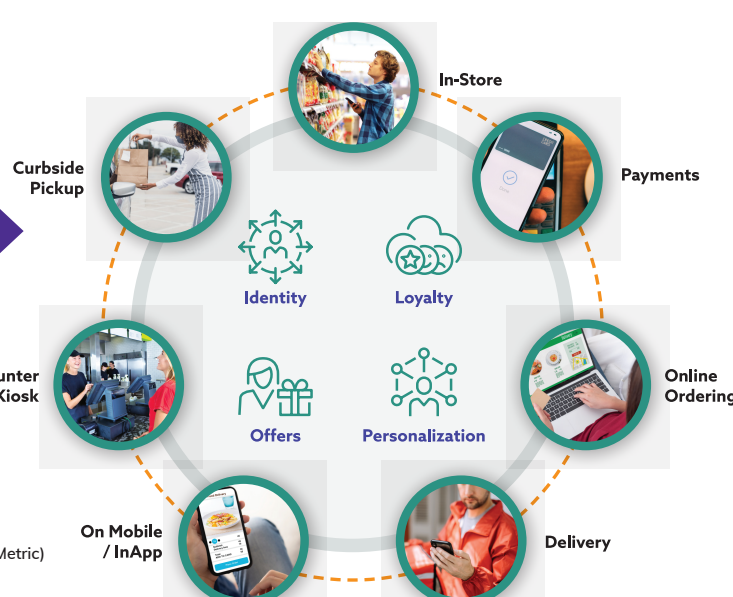 In-Store
Curbside
Pickup
Payments
Identity
Loyalty
unter
Kiosk
Online
Ordering
Offers
Personalization
On Mobile
/ InApp
Delivery
Metric)